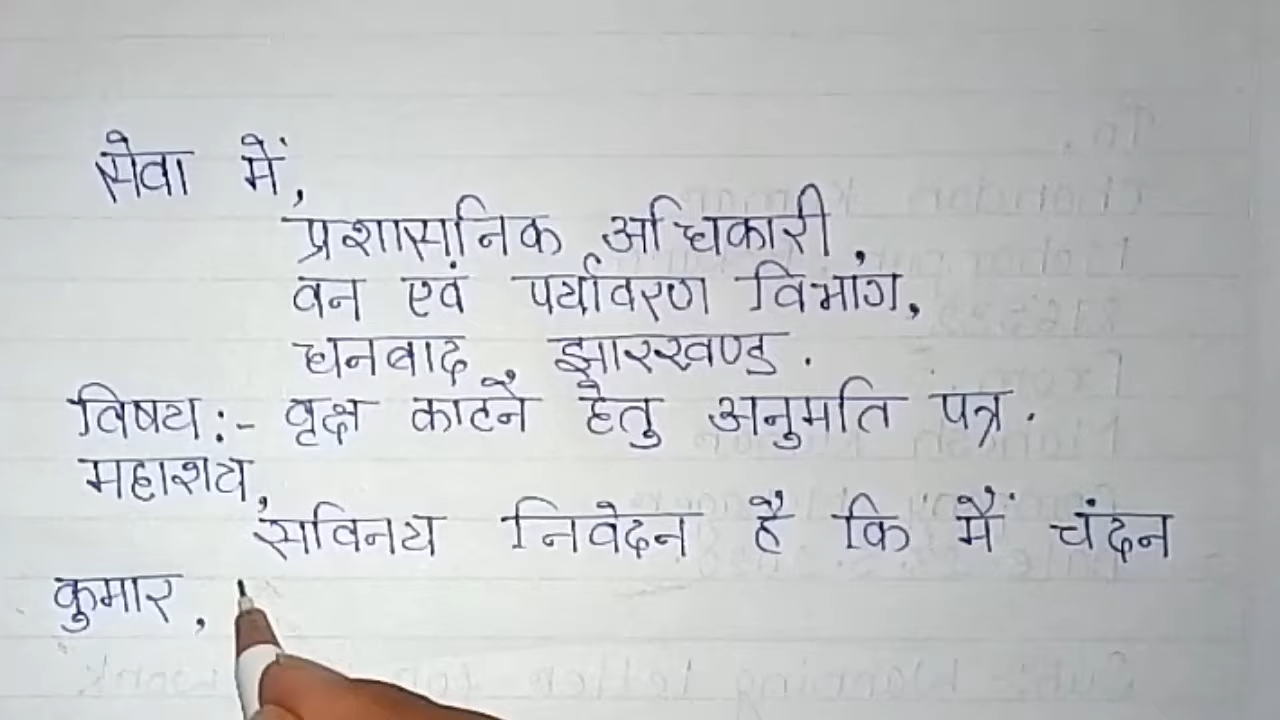 सेवा में,
प्रशासनिक अधिकारी,
वन एवं पर्यावरण विभाग,
धनबाद, झारखण्ड.
विषय:- वृक्ष काटने हेतु अनुमति पत्र.
महाशय,
सविनय निवेदन है कि मैं चंदन
कुमार,